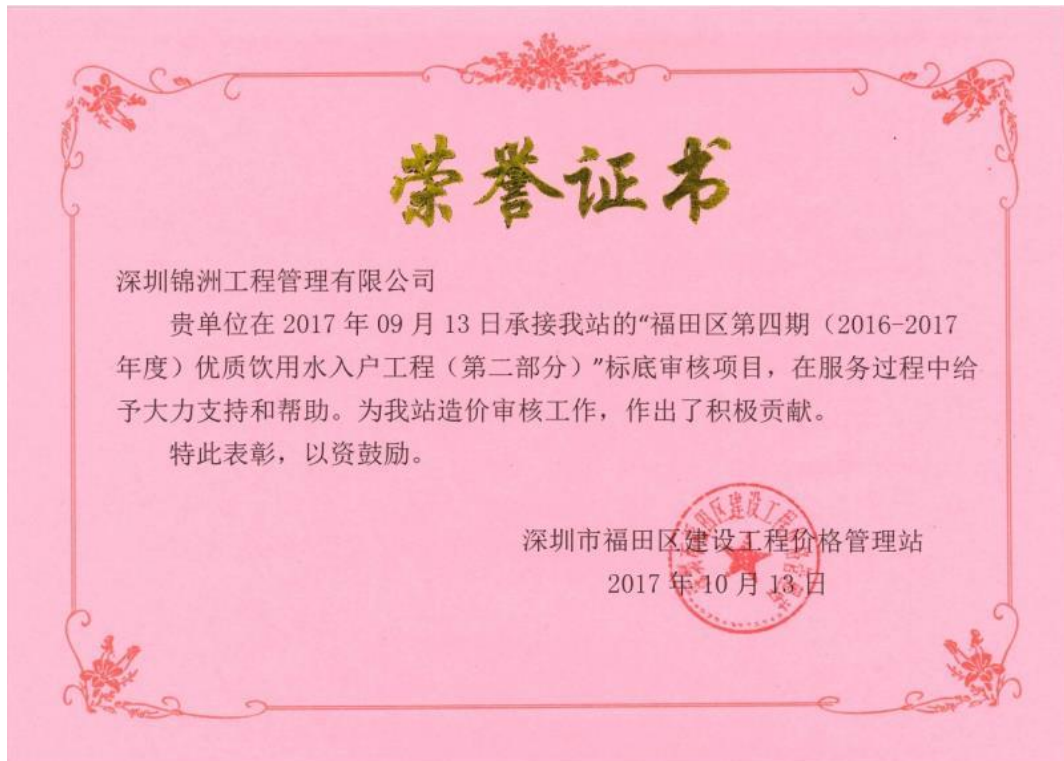 荣誉证书
深圳锦洲工程管理有限公司
贵单位在 2017 年 09 月 13 日承接我站的“福田区第四期（2016-2017
年度）优质饮用水入户工程（第二部分）”标底审核项目，在服务过程中给
予大力支持和帮助。为我站造价审核工作，作出了积极贡献。
特此表彰，以资鼓励。
深圳市福田区建设工程价格管理站
2017 年 10 月 13 日